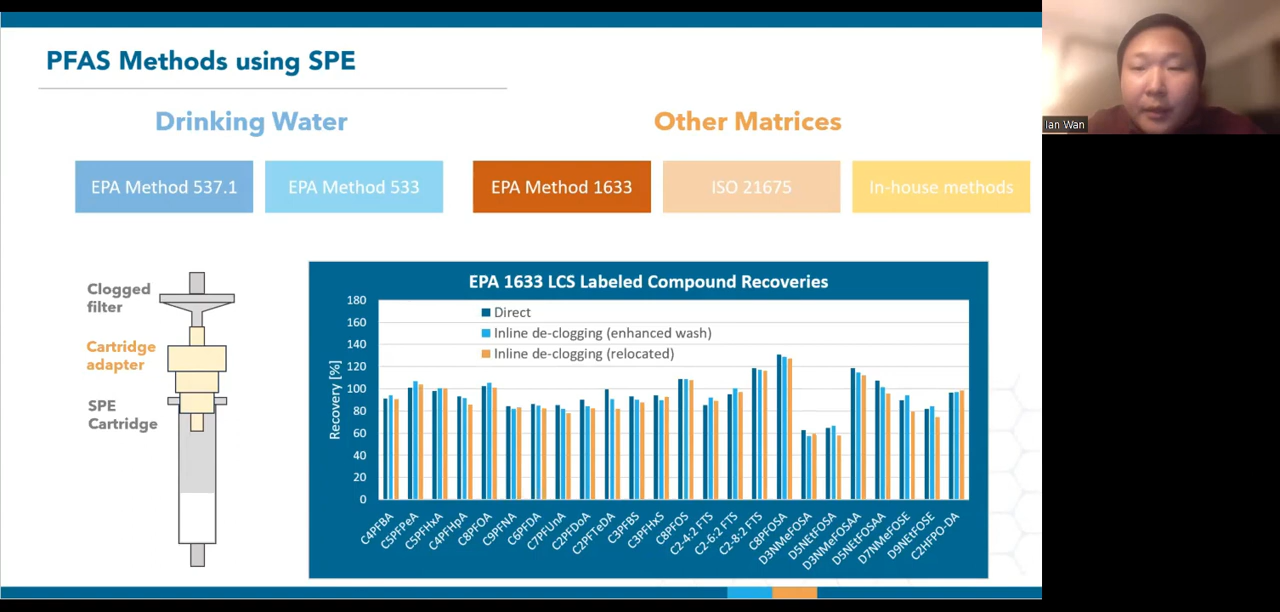 PFAS Methods using SPE
Drinking Water
Other Matrices
EPA Method 537.1
EPA Method 533
EPA Method 1633
ISO 21675
In-house methods
Clogged
filter
Cartridge
adapter
SPE
Cartridge
EPA 1633 LCS Labeled Compound Recoveries
Recovery [%]
180
160
140
120
100
80
60
40
20
0
Direct
Inline de-clogging (enhanced wash)
Inline de-clogging (relocated)
C4PFBA
C5PFPeA
C5PFHxA
C4PFHpA
C8PFOA
C9PFNA
C6PFDA
C7PFUnA
C2PFDoA
C2PFTeDA
C3PFBS
C3PFHxS
C8PFOS
C2-4:2 FTS
C2-6:2 FTS
C2-8:2 FTS
C8PFOSA
D3NMeFOSA
D5NEtFOSA
D3NMeFOSAA
D5NEtFOSAA
D7NMeFOSE
D9NEtFOSE
C2HFPO-DA
Ian Wan